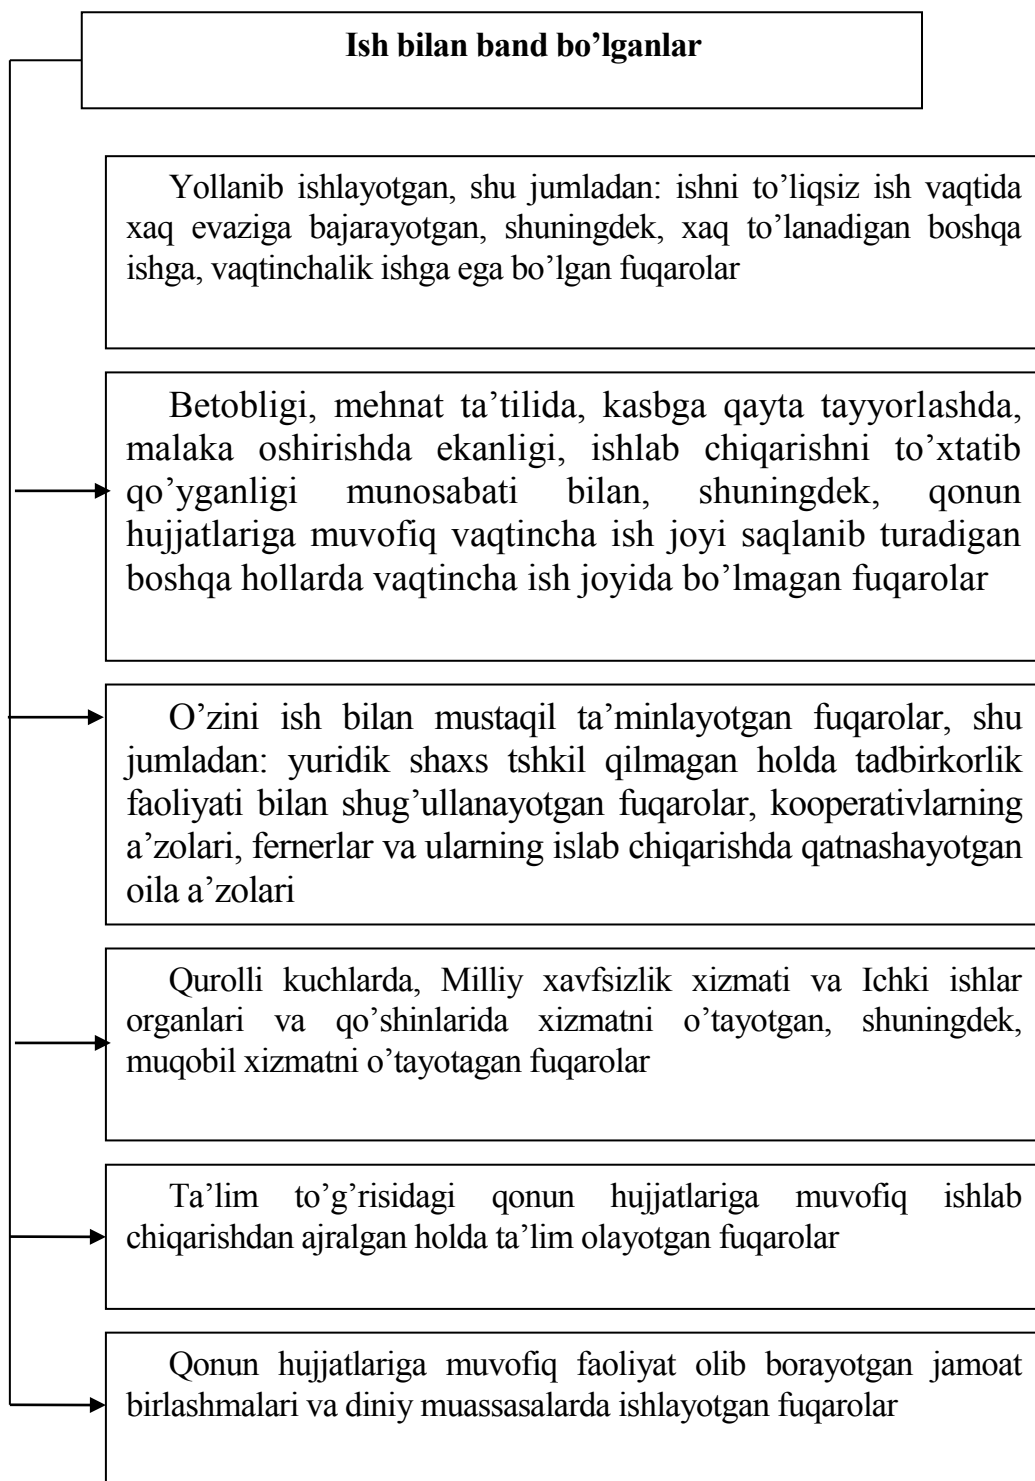 Ish bilan band bo’lganlar
Yollanib ishlayotgan, shu jumladan: ishni to’liqsiz ish vaqtida
xaq evaziga bajarayotgan, shuningdek, xaq to’lanadigan boshqa
ishga, vaqtinchalik ishga ega bo’lgan fuqarolar
Betobligi, mehnat ta’tilida, kasbga qayta tayyorlashda,
malaka oshirishda ekanligi, ishlab chiqarishni to’xtatib
qo’yganligi munosabati bilan, shuningdek, qonun
hujjatlariga muvofiq vaqtincha ish joyi saqlanib turadigan
boshqa hollarda vaqtincha ish joyida bo’lmagan fuqarolar
O’zini ish bilan mustaqil ta’minlayotgan fuqarolar, shu
jumladan: yuridik shaxs tshkil qilmagan holda tadbirkorlik
faoliyati bilan shug’ullanayotgan fuqarolar, kooperativlarning
a’zolari, fernerlar va ularning islab chiqarishda qatnashayotgan
oila a’zolari
Qurolli kuchlarda, Milliy xavfsizlik xizmati va Ichki ishlar
organlari va qo’shinlarida xizmatni o’tayotgan, shuningdek,
muqobil xizmatni o’tayotagan fuqarolar
Ta’lim to’g’risidagi qonun hujjatlariga muvofiq ishlab
chiqarishdan ajralgan holda ta’lim olayotgan fuqarolar
Qonun hujjatlariga muvofiq faoliyat olib borayotgan jamoat
birlashmalari va diniy muassasalarda ishlayotgan fuqarolar